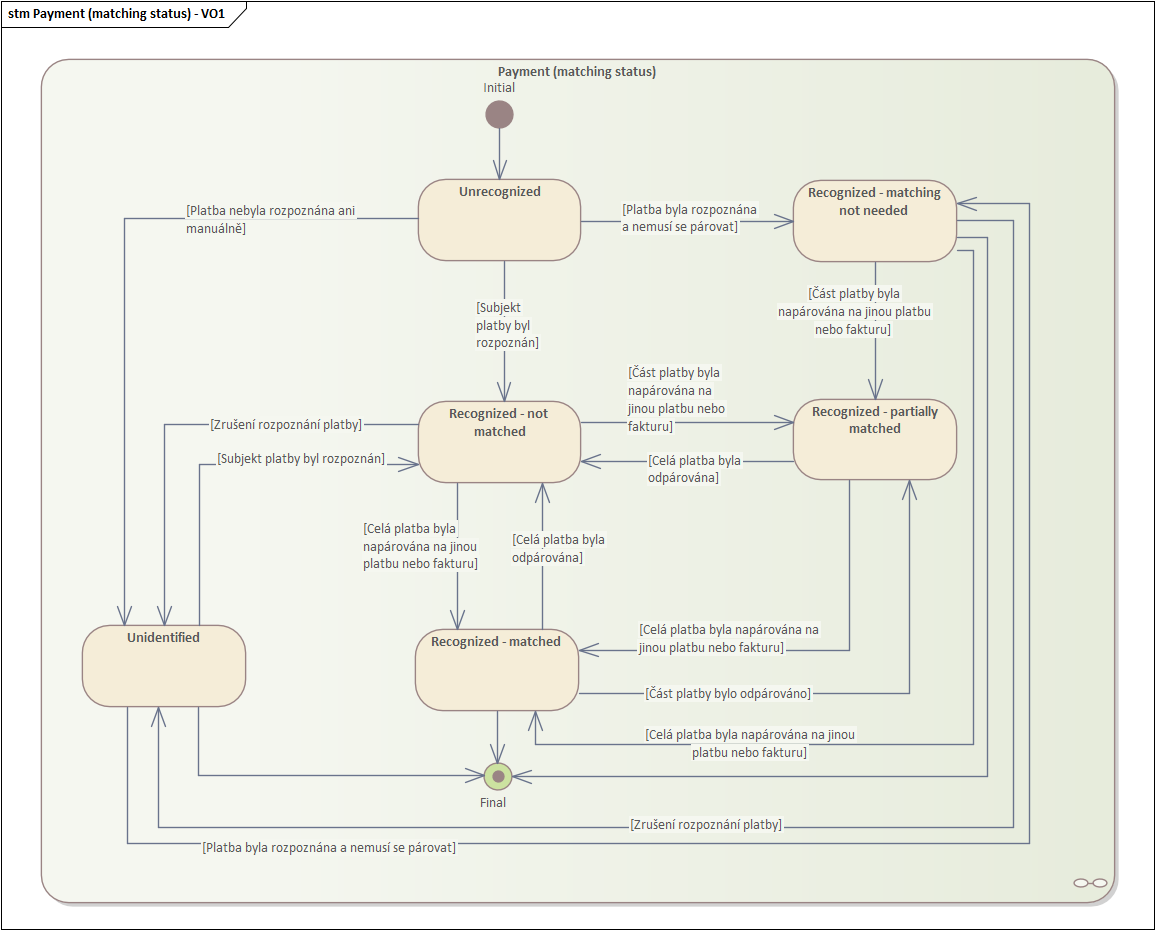 stm Payment (matching status) - VO1
Payment (matching status)
Initial
Unrecognized
Recognized - matching
not needed
[Platba nebyla rozpoznána ani
manuálně]
[Platba byla rozpoznána
a nemusí se párovat]
[Subjekt
platby byl
rozpoznán]
[Část platby byla
napárována na jinou platbu
nebo fakturu]
[Část platby byla
napárována na
jinou platbu nebo
fakturu]
Recognized - not
matched
Recognized - partially
matched
[Zrušení rozpoznání platby]
[Subjekt platby byl rozpoznán]
[Celá platba byla
odpárována]
[Celá platba byla
napárována na jinou
platbu nebo fakturu]
[Celá platba byla
odpárována]
Unidentified
Recognized - matched
[Celá platba byla napárována na
jinou platbu nebo fakturu]
[Část platby bylo odpárováno]
[Celá platba byla napárována na jinou
platbu nebo fakturu]
Final
[Zrušení rozpoznání platby]
[Platba byla rozpoznána a nemusí se párovat]